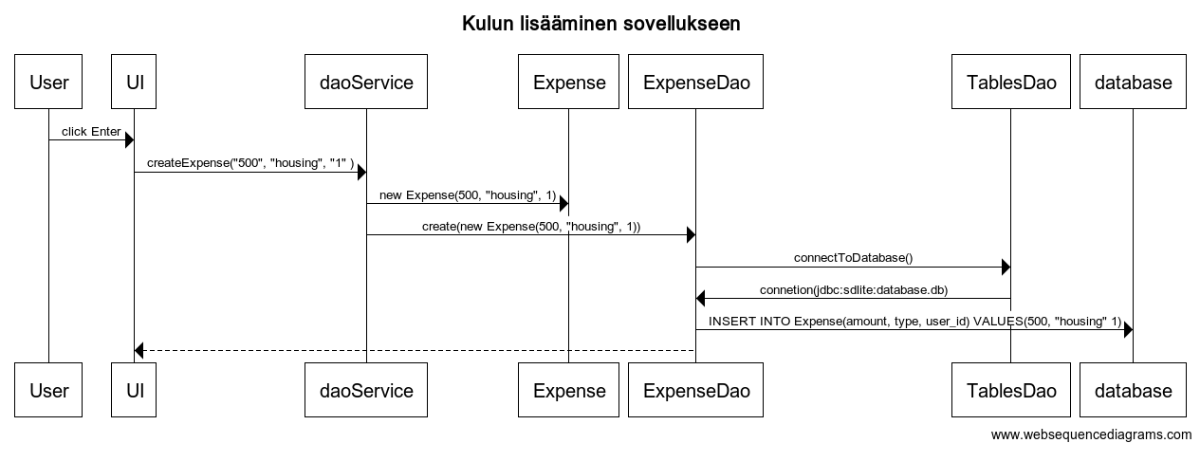 Kulun lisääminen sovellukseen
User UI daoService Expense ExpenseDao TablesDao database
click Enter
createExpense("500", "housing", "1" )
new Expense(500, "housing", 1)
create(new Expense(500, "housing", 1))
connectToDatabase()
connetion(jdbc:sdlite:database.db)
INSERT INTO Expense(amount, type, user_id) VALUES(500, "housing" 1)
User UI daoService Expense ExpenseDao TablesDao database
www.websequencediagrams.com